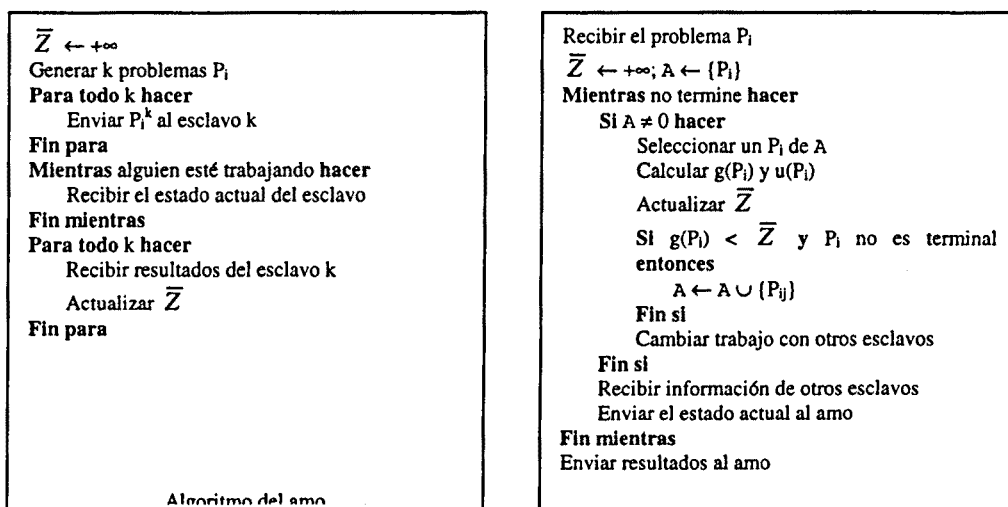 Z̅ ← +∞
Generar k problemas Pi
Para todo k hacer
Enviar Pi^k al esclavo k
Fin para
Mientras alguien esté trabajando hacer
Recibir el estado actual del esclavo
Fin mientras
Para todo k hacer
Recibir resultados del esclavo k
Actualizar Z̅
Fin para
Algoritmo del amo
Recibir el problema Pi
Z̅ ← +∞; A ← {Pi}
Mientras no termine hacer
Si A ≠ 0 hacer
Seleccionar un Pi de A
Calcular g(Pi) y u(Pi)
Actualizar Z̅
Si g(Pi) < Z̅ y Pi no es terminal
entonces
A ← A ∪ {Pij}
Fin si
Cambiar trabajo con otros esclavos
Fin si
Recibir información de otros esclavos
Enviar el estado actual al amo
Fin mientras
Enviar resultados al amo